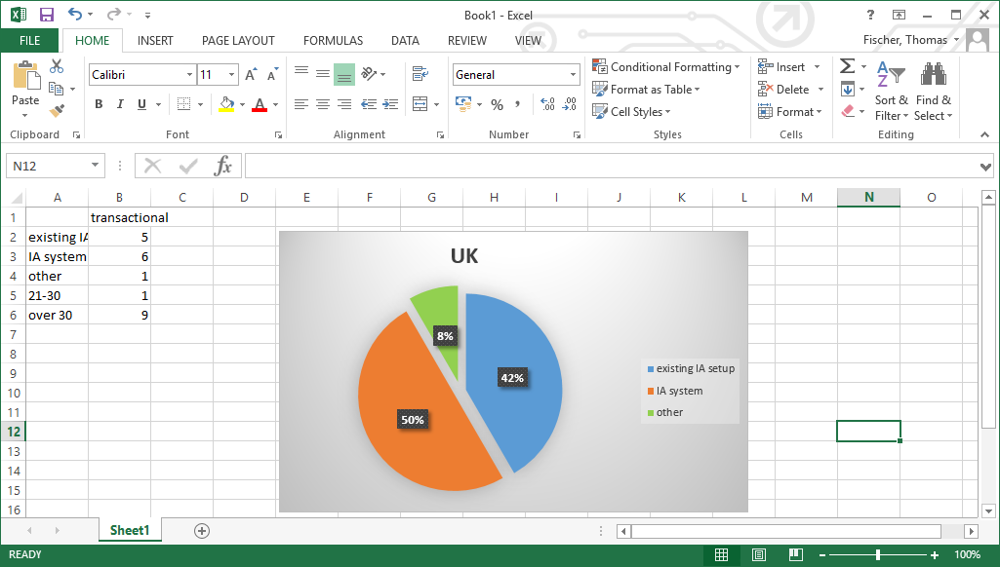 Book1 - Excel
FILE HOME INSERT PAGE LAYOUT FORMULAS DATA REVIEW VIEW Fischer, Thomas
Paste
Calibri 11
B I U A
General
% ,
Conditional Formatting
Format as Table
Cell Styles
Insert
Delete
Format
Sort & Filter
Find & Select
Clipboard Font Alignment Number Styles Cells Editing
N12 fx
A B C D E F G H I J K L M N O
1 transactional
2 existing IA 5
3 IA system 6
4 other 1
5 21-30 1
6 over 30 9
7
8
9
10
11
12
13
14
15
16
UK
8%
42%
50%
existing IA setup
IA system
other
Sheet1
READY 100%